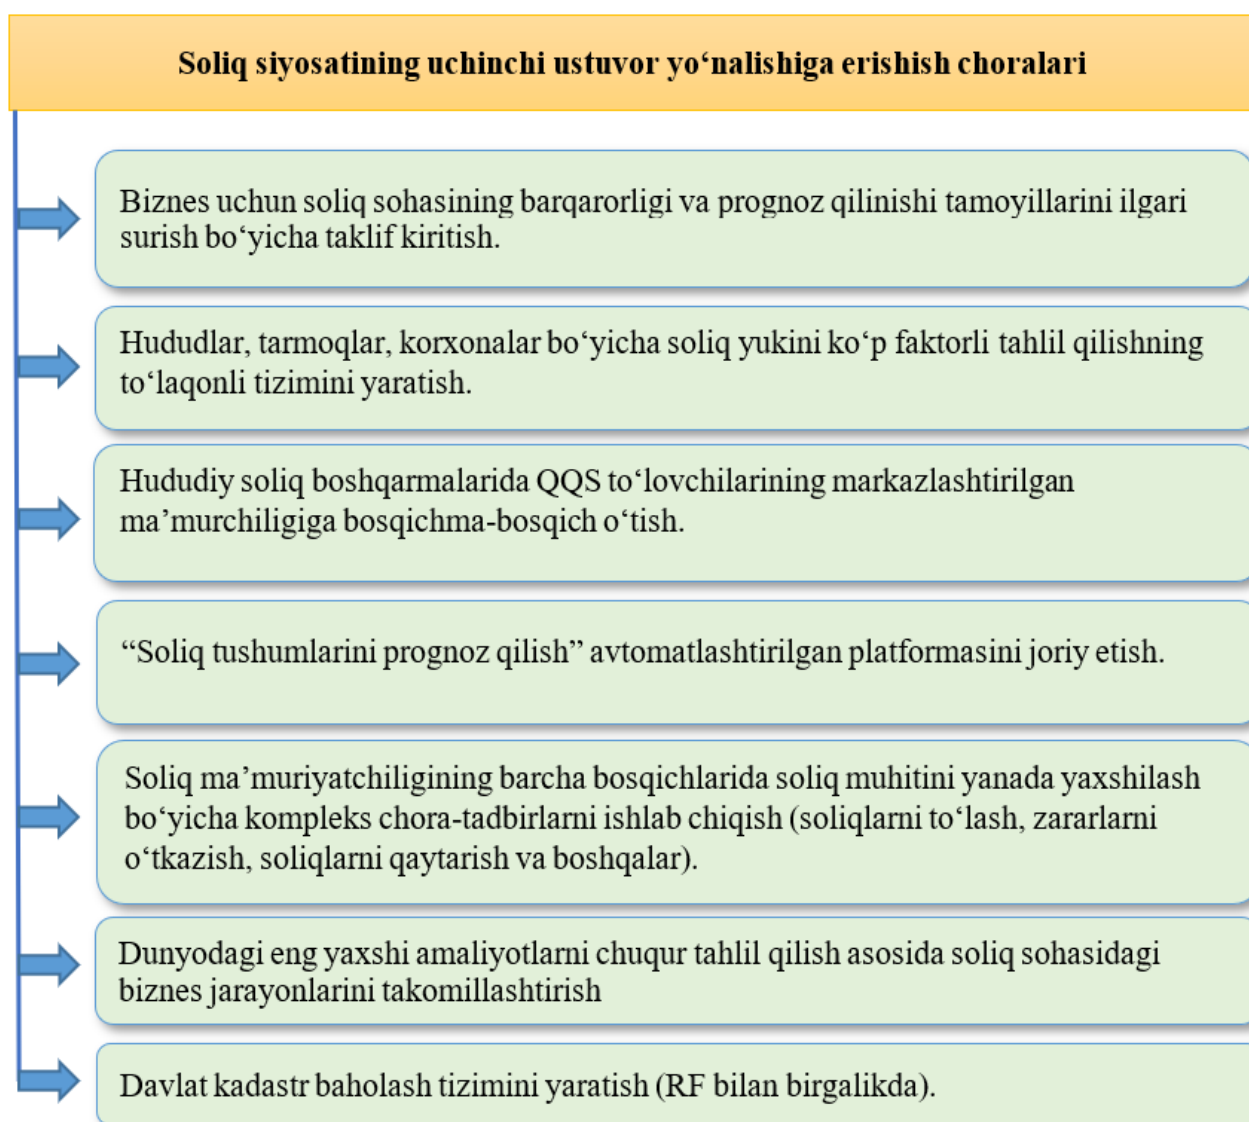 Soliq siyosatining uchinchi ustuvor yo‘nalishiga erishish choralari
Biznes uchun soliq sohasining barqarorligi va prognoz qilinishi tamoyillarini ilgari
surish bo‘yicha taklif kiritish.
Hududlar, tarmoqlar, korxonalar bo‘yicha soliq yukini ko‘p faktorli tahlil qilishning
to‘laqonli tizimini yaratish.
Hududiy soliq boshqarmalarida QQS to‘lovchilarining markazlashtirilgan
ma’murchiligiga bosqichma-bosqich o‘tish.
“Soliq tushumlarini prognoz qilish” avtomatlashtirilgan platformasini joriy etish.
Soliq ma’muriyatchiligining barcha bosqichlarida soliq muhitini yanada yaxshilash
bo‘yicha kompleks chora-tadbirlarni ishlab chiqish (soliqlarni to‘lash, zararlarni
o‘tkazish, soliqlarni qaytarish va boshqalar).
Dunyodagi eng yaxshi amaliyotlarni chuqur tahlil qilish asosida soliq sohasidagi
biznes jarayonlarini takomillashtirish
Davlat kadastr baholash tizimini yaratish (RF bilan birgalikda).